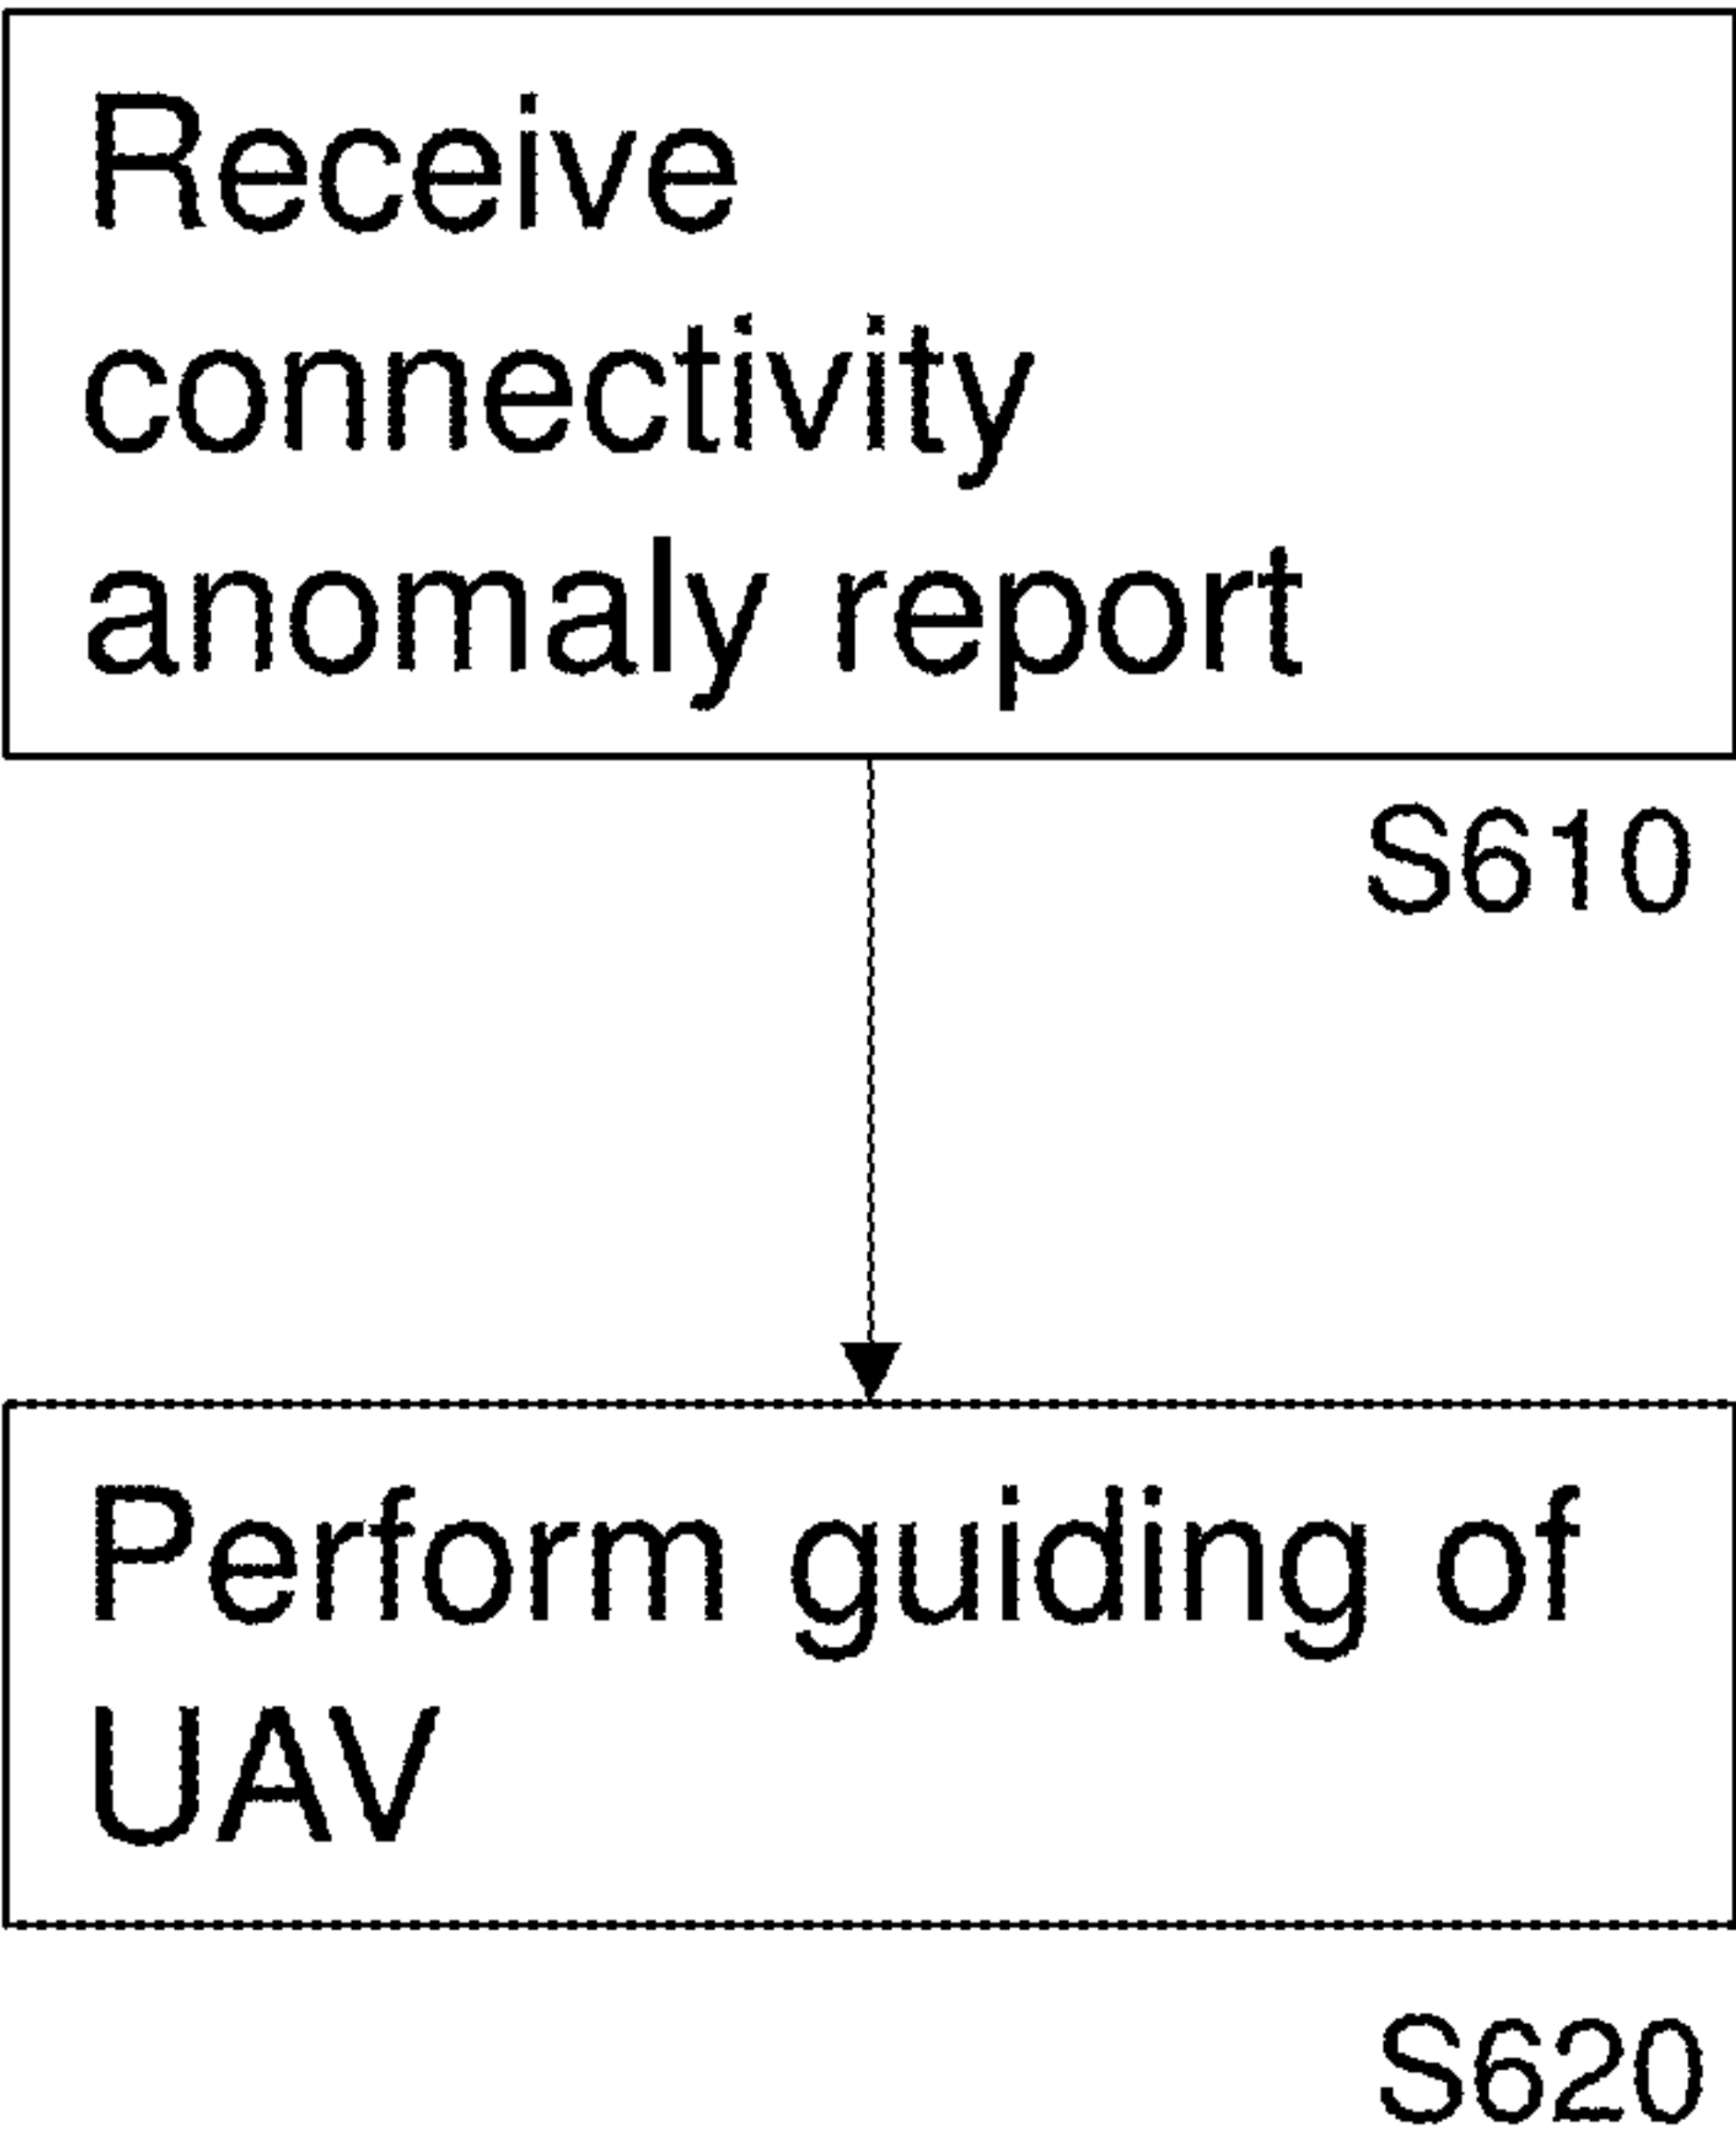 Receive
connectivity
anomaly report
S610
Perform guiding of
UAV
S620